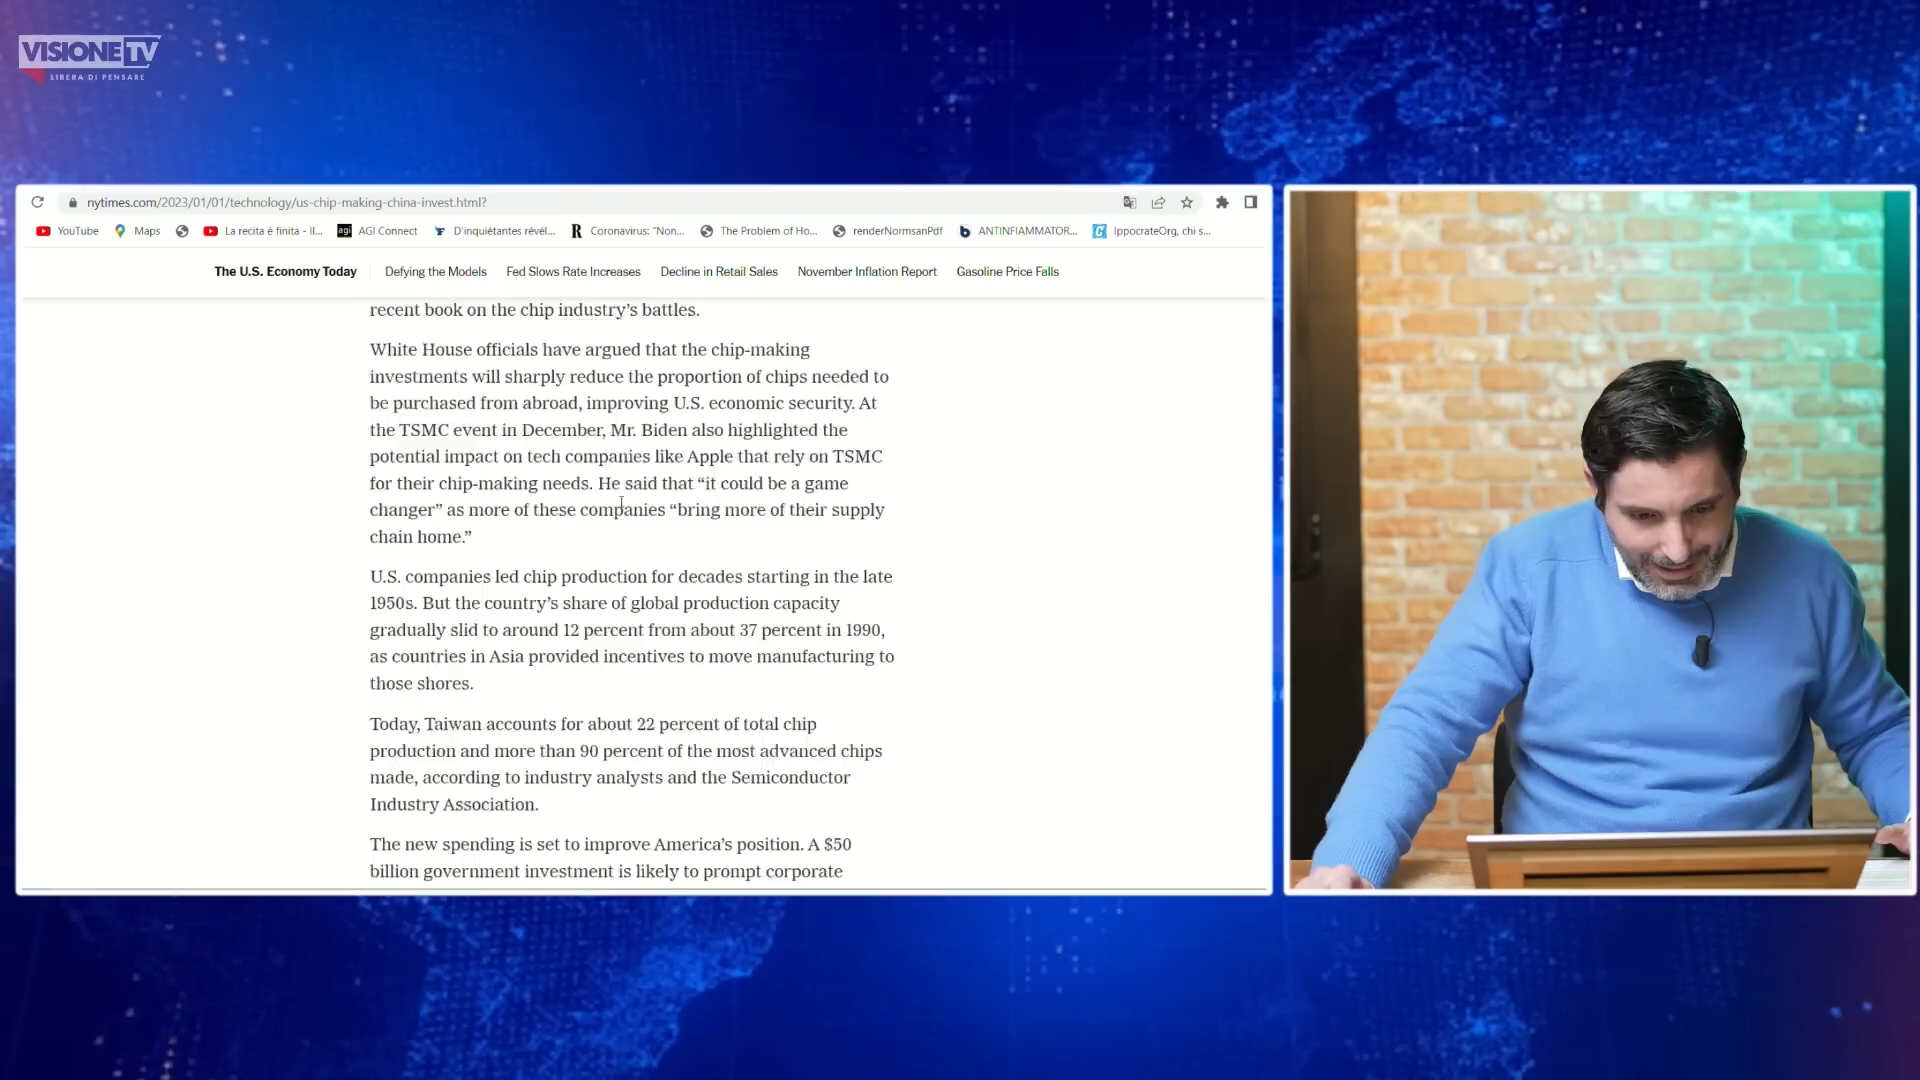 VISIONE TV
LIBERA DI PENSARE
nytimes.com/2023/01/01/technology/us-chip-making-china-invest.html?
YouTube Maps La recita è finita - Il... AGI Connect D'inquiétantes révél... Coronavirus: "Non... The Problem of Ho... renderNormsanPdf ANTINFIAMMATOR... IppocrateOrg, chi s...
The U.S. Economy Today Defying the Models Fed Slows Rate Increases Decline in Retail Sales November Inflation Report Gasoline Price Falls
recent book on the chip industry’s battles.
White House officials have argued that the chip-making
investments will sharply reduce the proportion of chips needed to
be purchased from abroad, improving U.S. economic security. At
the TSMC event in December, Mr. Biden also highlighted the
potential impact on tech companies like Apple that rely on TSMC
for their chip-making needs. He said that “it could be a game
changer” as more of these companies “bring more of their supply
chain home.”
U.S. companies led chip production for decades starting in the late
1950s. But the country’s share of global production capacity
gradually slid to around 12 percent from about 37 percent in 1990,
as countries in Asia provided incentives to move manufacturing to
those shores.
Today, Taiwan accounts for about 22 percent of total chip
production and more than 90 percent of the most advanced chips
made, according to industry analysts and the Semiconductor
Industry Association.
The new spending is set to improve America’s position. A $50
billion government investment is likely to prompt corporate